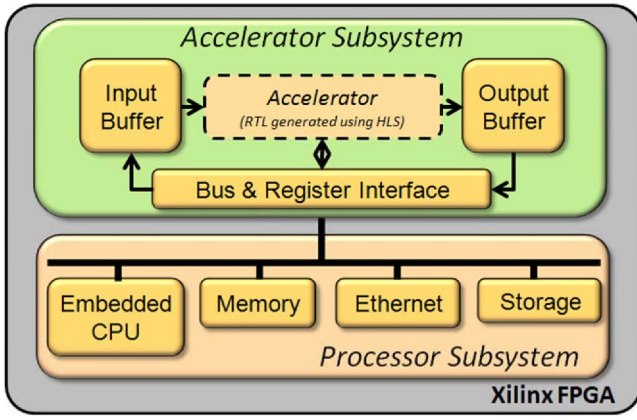 Accelerator Subsystem
Input
Buffer
Accelerator
(RTL generated using HLS)
Output
Buffer
Bus & Register Interface
Embedded
CPU
Memory
Ethernet
Storage
Processor Subsystem
Xilinx FPGA